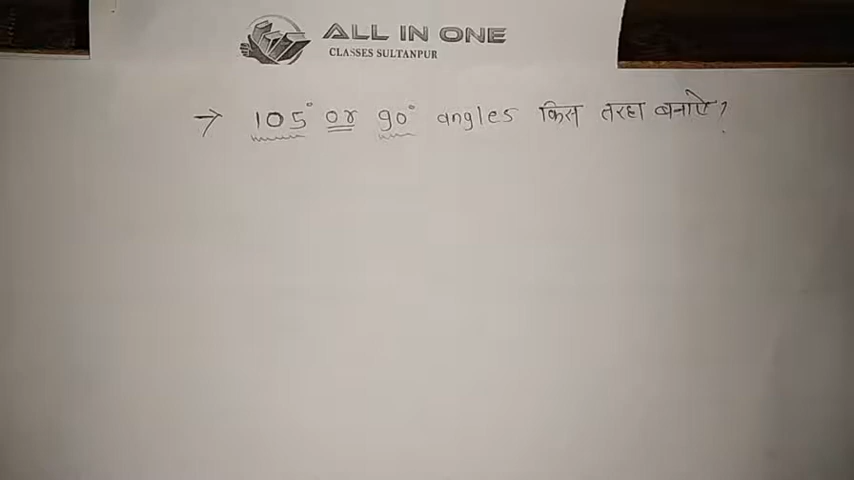 ALL IN ONE
CLASSES SULTANPUR
→ 105° or 90° angles किस तरहा बनाऐ?